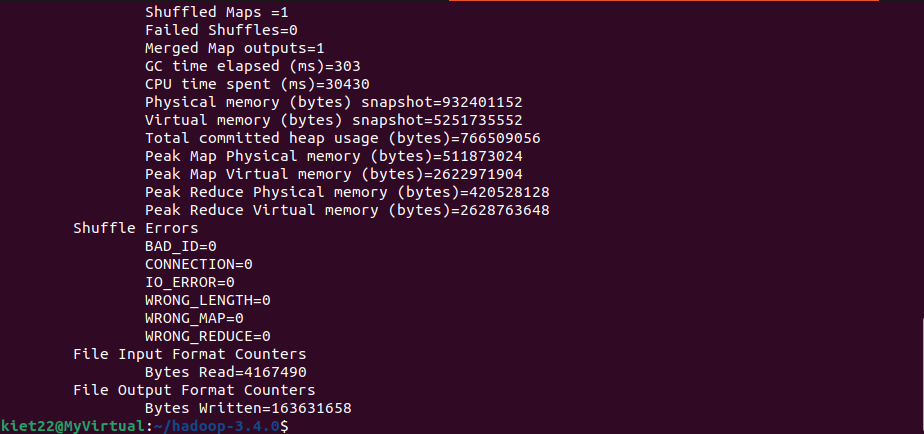 Shuffled Maps =1
Failed Shuffles=0
Merged Map outputs=1
GC time elapsed (ms)=303
CPU time spent (ms)=30430
Physical memory (bytes) snapshot=932401152
Virtual memory (bytes) snapshot=5251735552
Total committed heap usage (bytes)=766509056
Peak Map Physical memory (bytes)=511873024
Peak Map Virtual memory (bytes)=2622971904
Peak Reduce Physical memory (bytes)=420528128
Peak Reduce Virtual memory (bytes)=2628763648
Shuffle Errors
BAD_ID=0
CONNECTION=0
IO_ERROR=0
WRONG_LENGTH=0
WRONG_MAP=0
WRONG_REDUCE=0
File Input Format Counters
Bytes Read=4167490
File Output Format Counters
Bytes Written=163631658
kiet22@MyVirtual:~/hadoop-3.4.0$